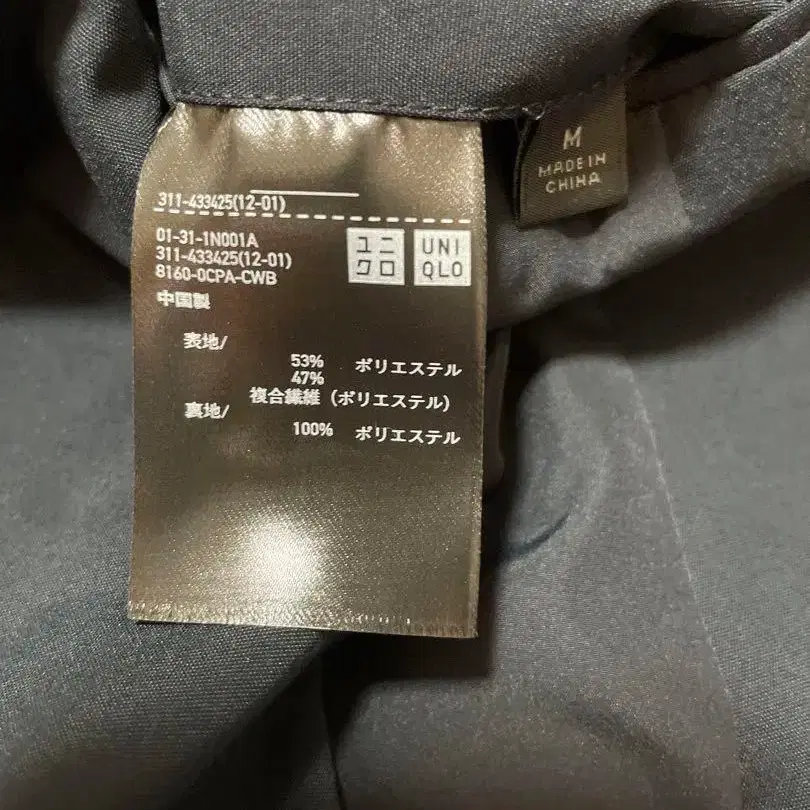 311-433425(12-01)
01-31-1N001A
311-433425(12-01)
8160-0CPA-CWB
中国製
ユニ
クロ
UNI
QLO
表地/
53% ポリエステル
47%
複合繊維（ポリエステル）
裏地/
100% ポリエステル
M
MADE IN
CHINA